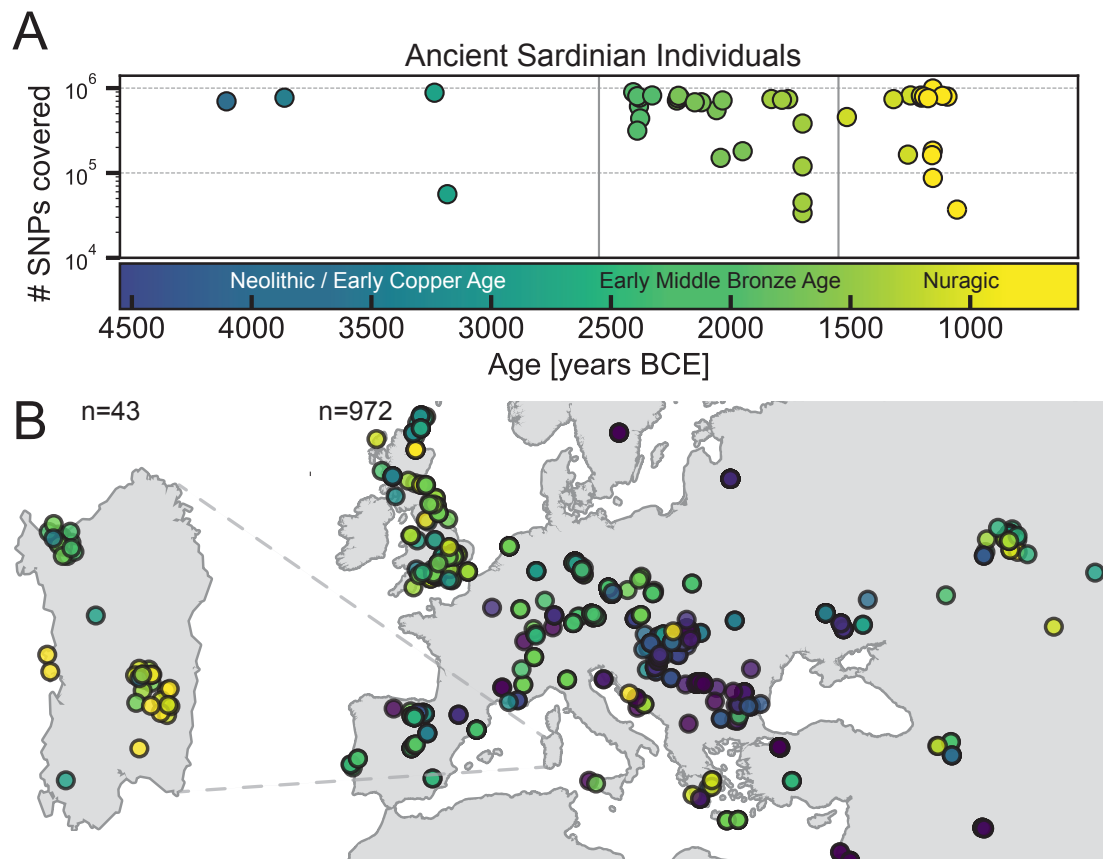 A
Ancient Sardinian Individuals
# SNPs covered
10⁶
10⁵
10⁴
Neolithic / Early Copper Age Early Middle Bronze Age Nuragic
4500 4000 3500 3000 2500 2000 1500 1000
Age [years BCE]
B n=43 n=972